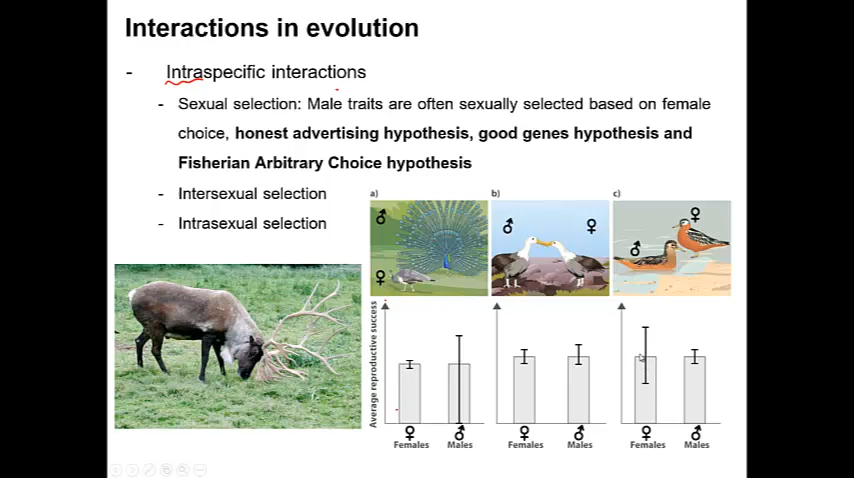 Interactions in evolution
- Intraspecific interactions
- Sexual selection: Male traits are often sexually selected based on female
choice, honest advertising hypothesis, good genes hypothesis and
Fisherian Arbitrary Choice hypothesis
- Intersexual selection
- Intrasexual selection
a) b) c)
♂ ♀
♂ ♀
♂ ♀
Average reproductive success
♀ ♂ ♀ ♂ ♀ ♂
Females Males Females Males Females Males